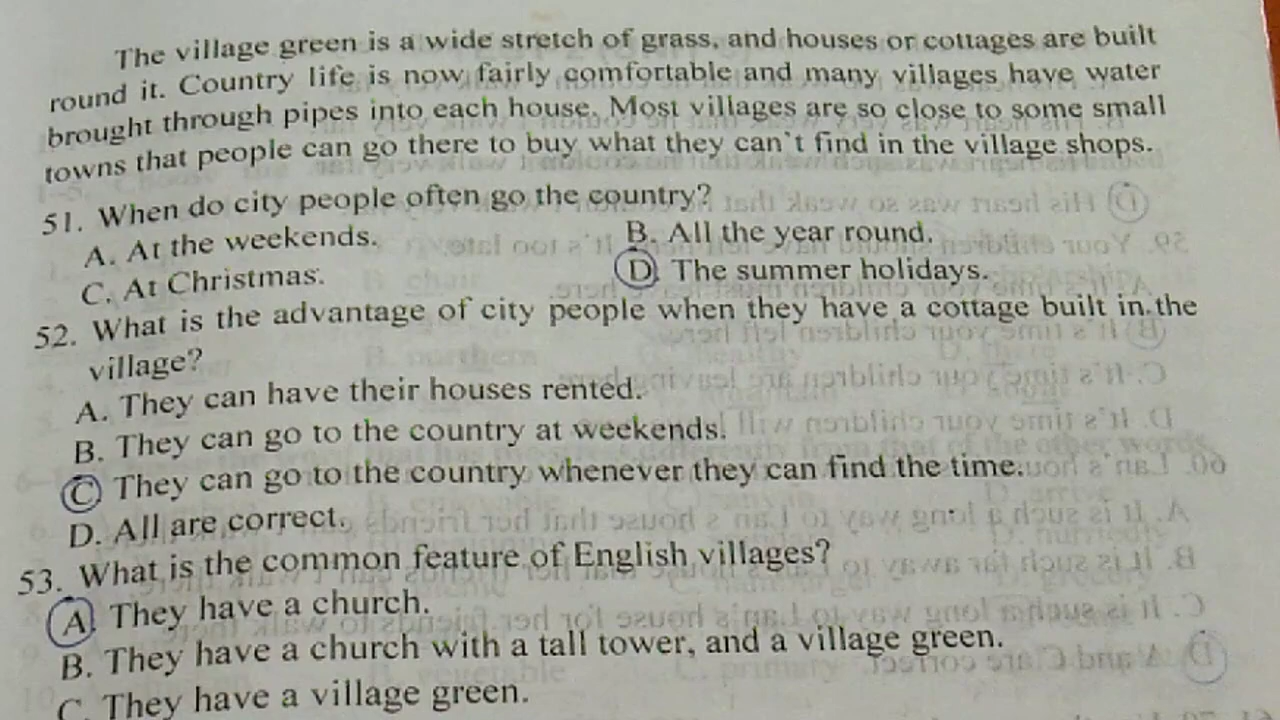 The village green is a wide stretch of grass, and houses or cottages are built
round it. Country life is now fairly comfortable and many villages have water
brought through pipes into each house. Most villages are so close to some small
towns that people can go there to buy what they can't find in the village shops.
51. When do city people often go the country?
A. At the weekends. B. All the year round.
C. At Christmas. D. The summer holidays.
52. What is the advantage of city people when they have a cottage built in the
village?
A. They can have their houses rented.
B. They can go to the country at weekends.
C. They can go to the country whenever they can find the time.
D. All are correct.
53. What is the common feature of English villages?
A. They have a church.
B. They have a church with a tall tower, and a village green.
C. They have a village green.